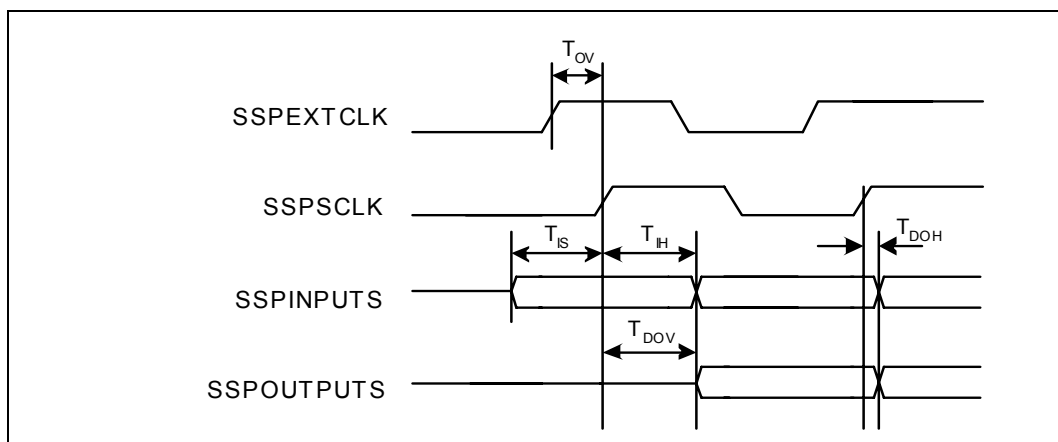 TOV
SSPEXTCLK
SSPSCLK
TDOH
TIS
TIH
SSPINPUTS
TDOV
SSPOUTPUTS